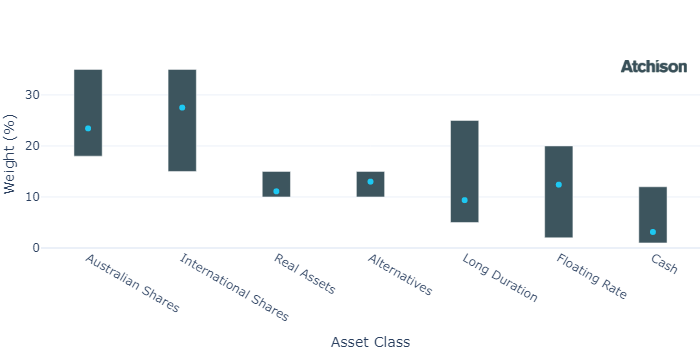 Atchison
Weight (%)
30
20
10
0
Australian Shares
International Shares
Real Assets
Alternatives
Long Duration
Floating Rate
Cash
Asset Class